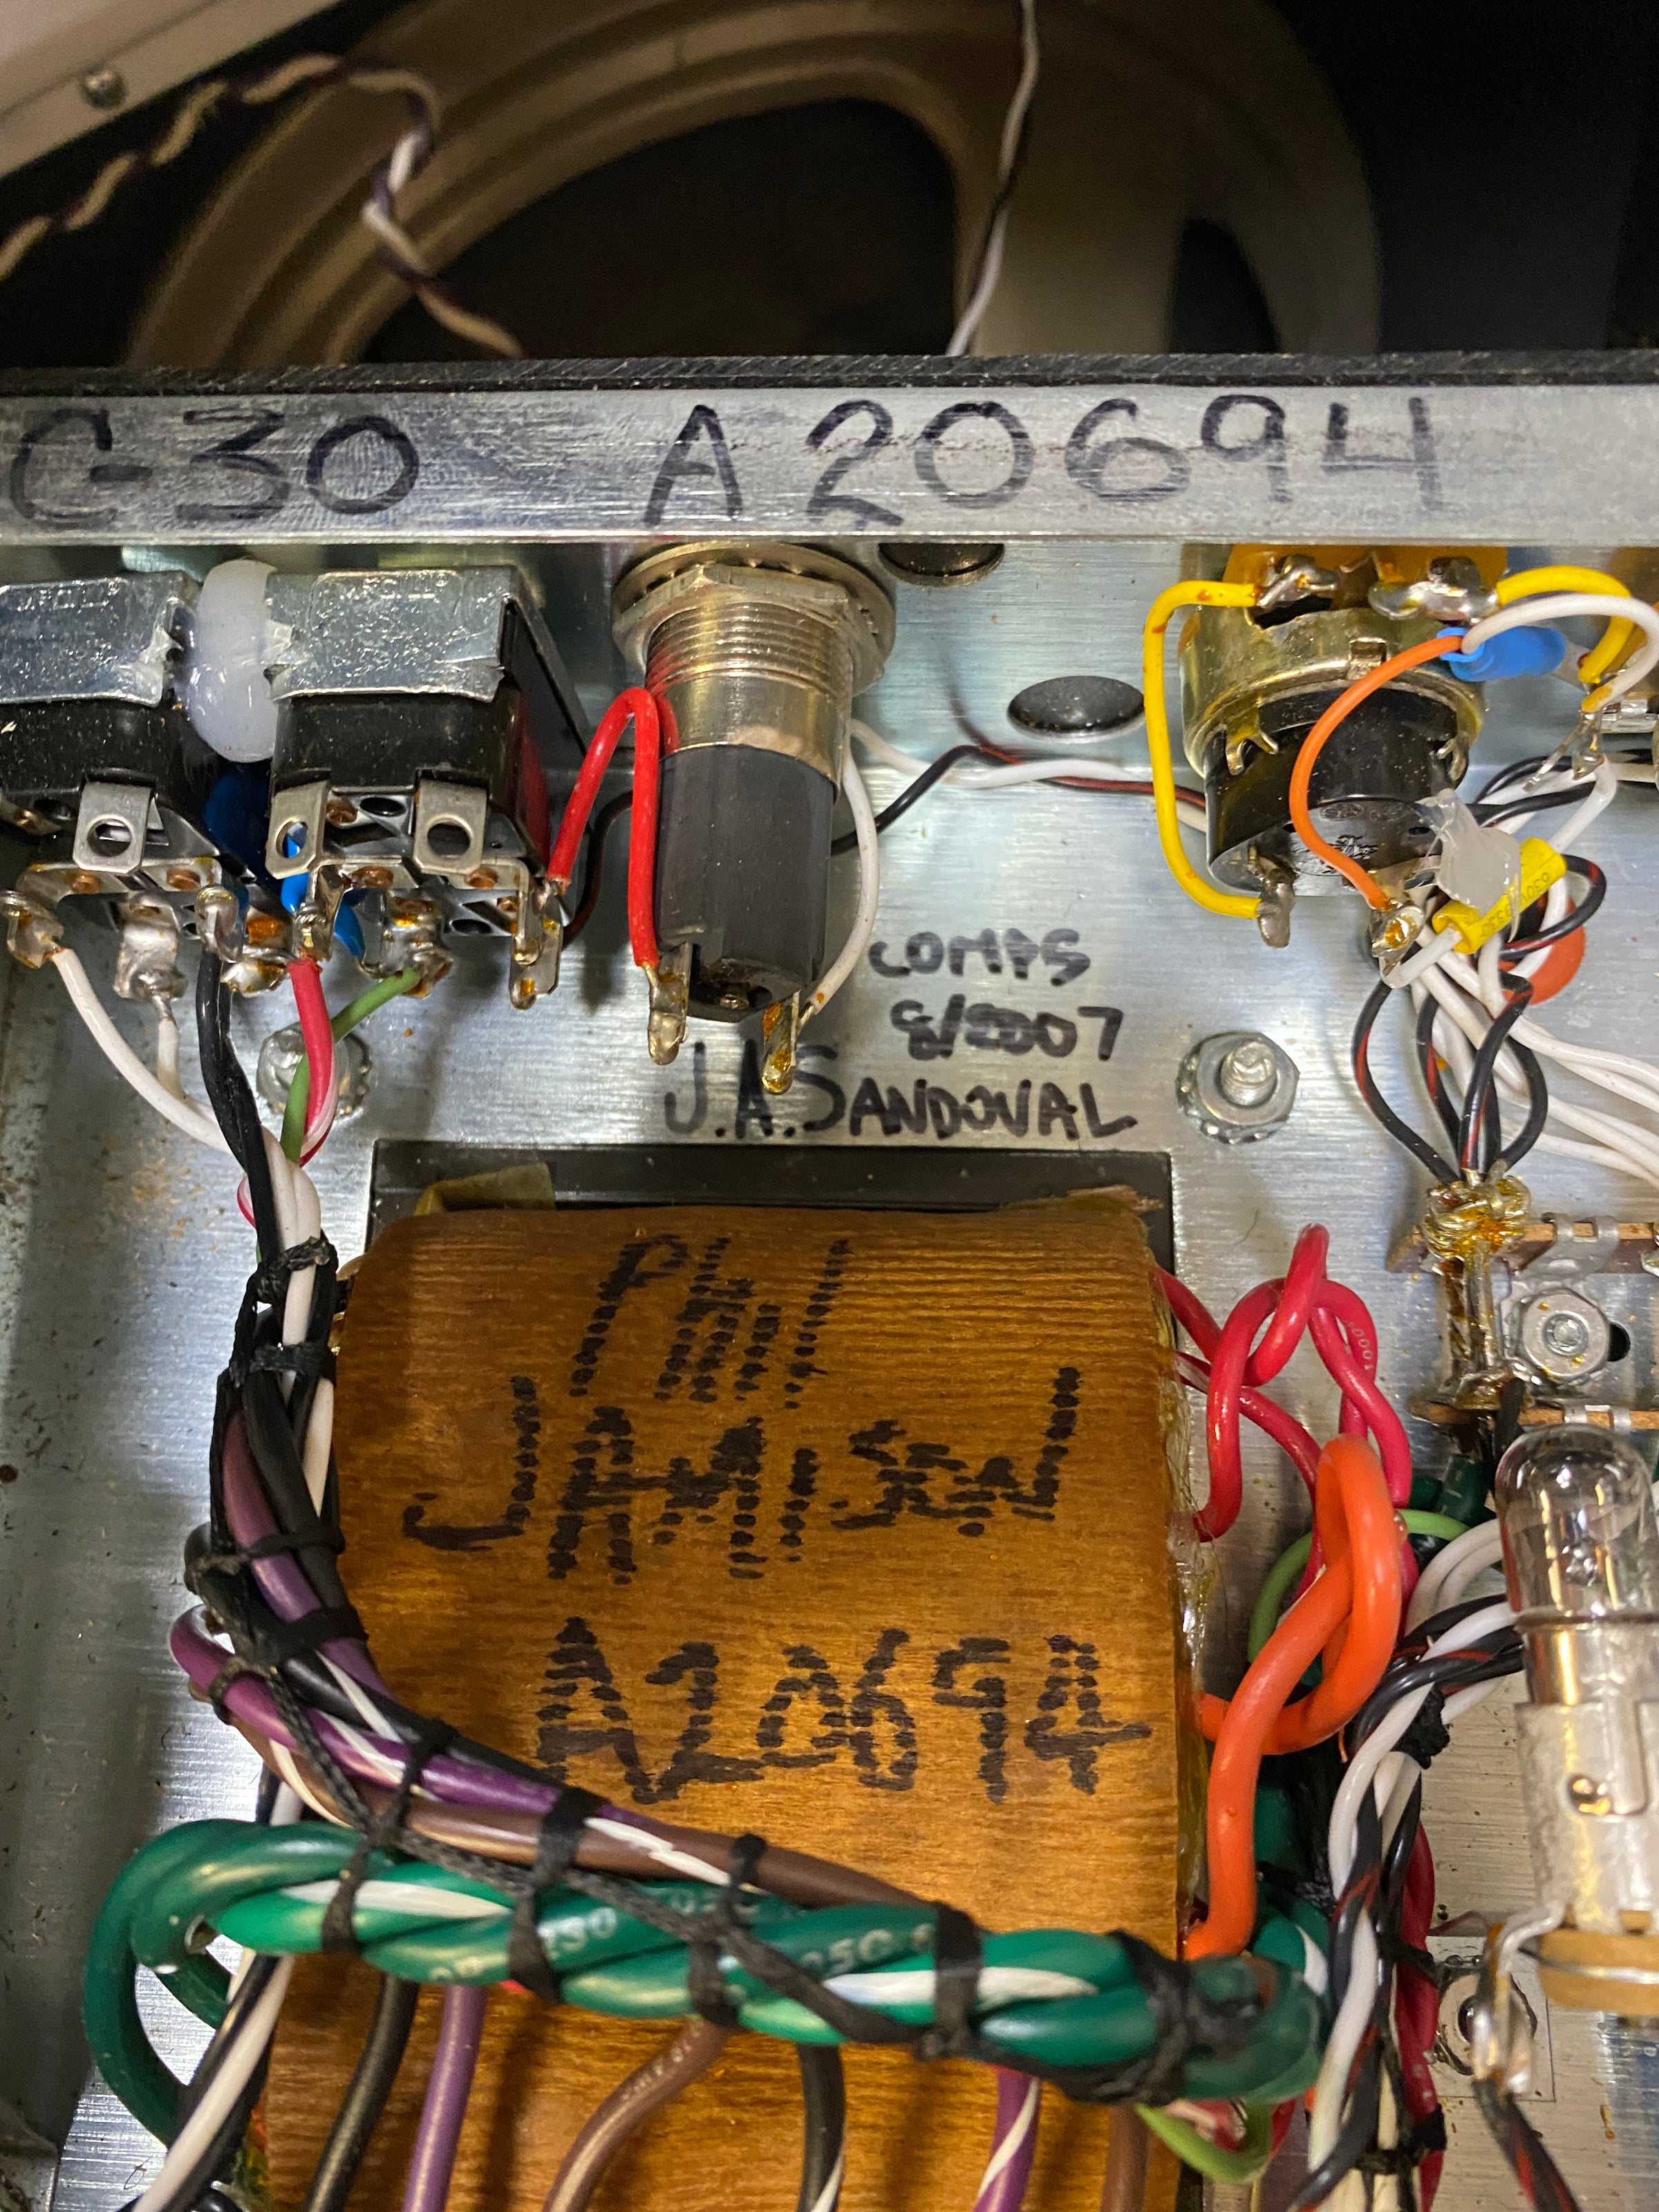 C-30 A20694
COMPS
8/2007
J.A.SANDOVAL
Phil
JAMISON
A20694